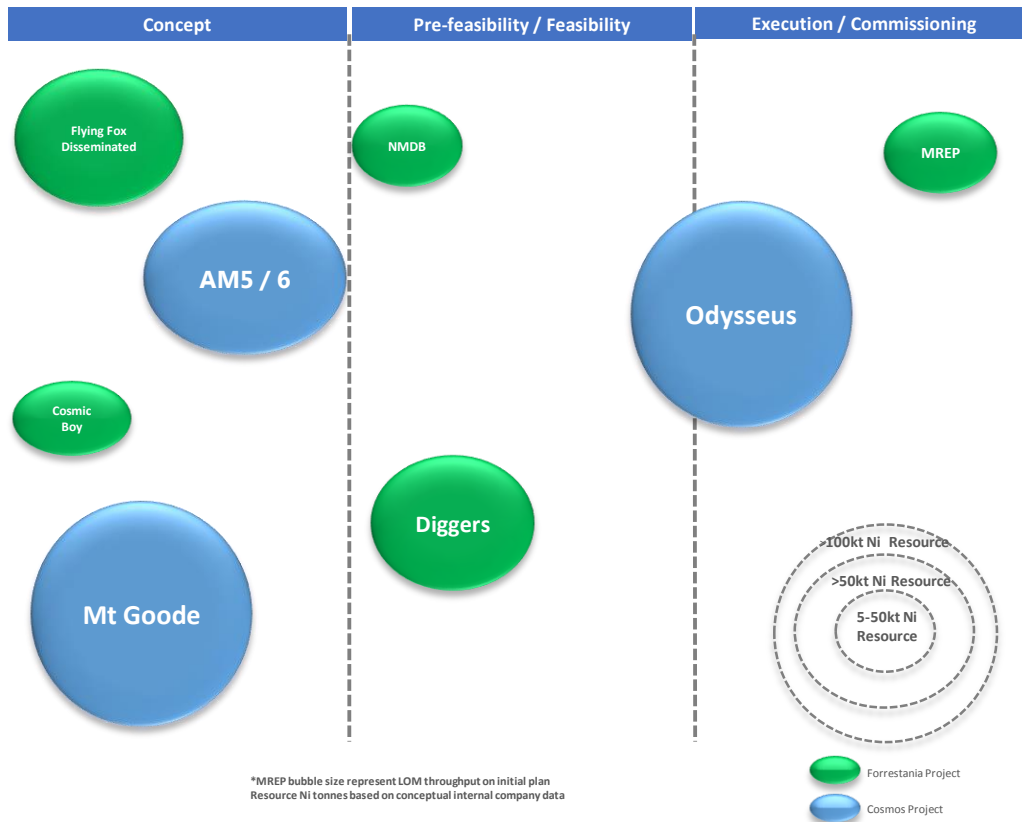 Concept
Pre-feasibility / Feasibility
Execution / Commissioning
Flying Fox
Disseminated
NMDB
MREP
AM5 / 6
Odysseus
Cosmic
Boy
Diggers
Mt Goode
>100kt Ni Resource
>50kt Ni Resource
5-50kt Ni
Resource
*MREP bubble size represent LOM throughput on initial plan
Resource Ni tonnes based on conceptual internal company data
Forrestania Project
Cosmos Project